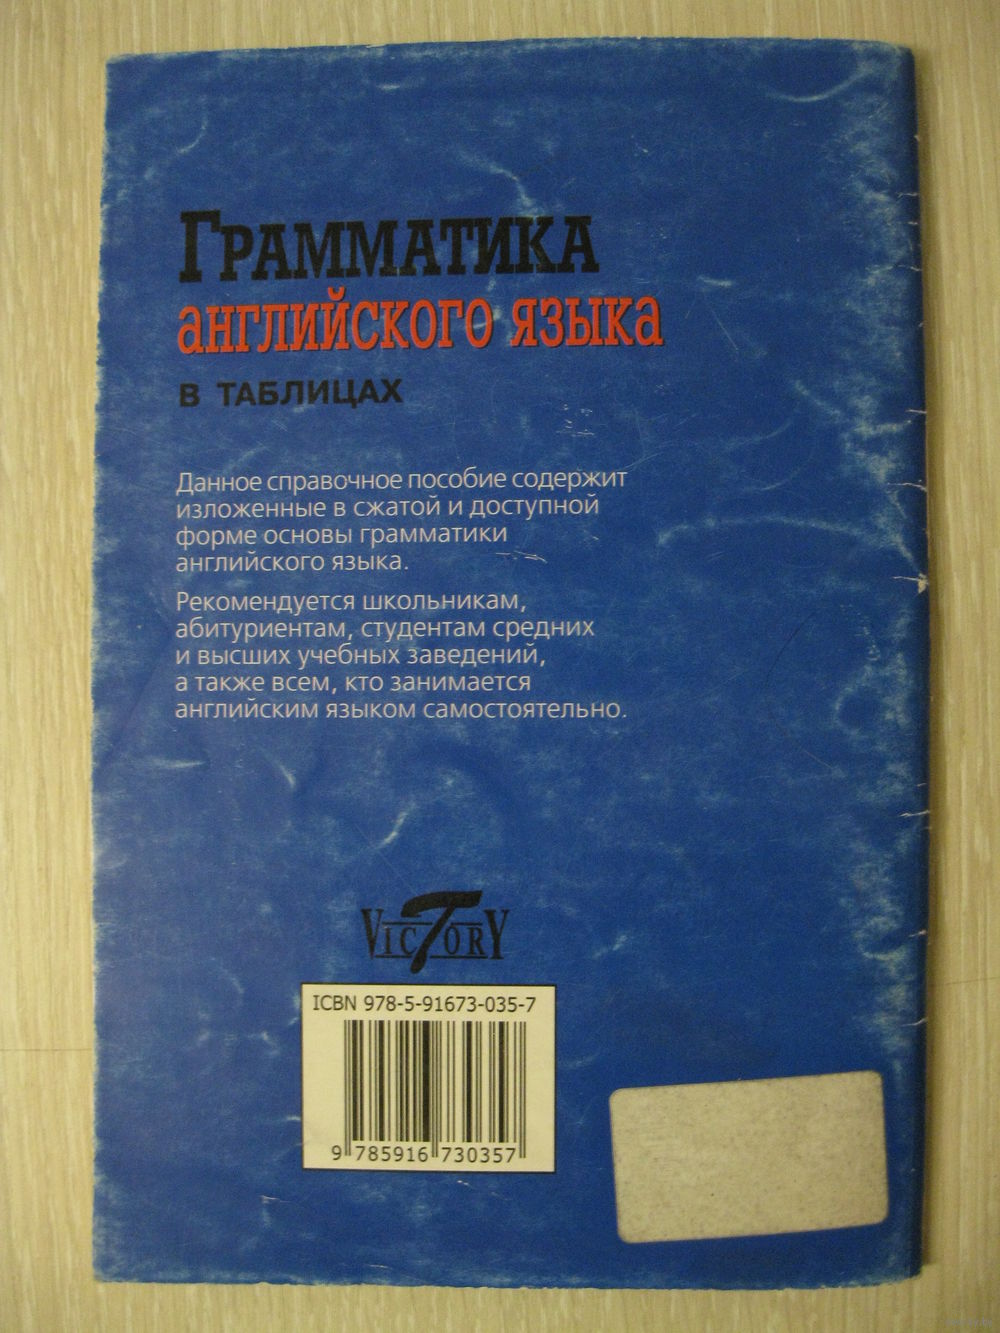 Грамматика
английского языка
в таблицах
Данное справочное пособие содержит
изложенные в сжатой и доступной
форме основы грамматики
английского языка.
Рекомендуется школьникам,
абитуриентам, студентам средних
и высших учебных заведений,
а также всем, кто занимается
английским языком самостоятельно.
VICTORY
ICBN 978-5-91673-035-7
9 785916 730357